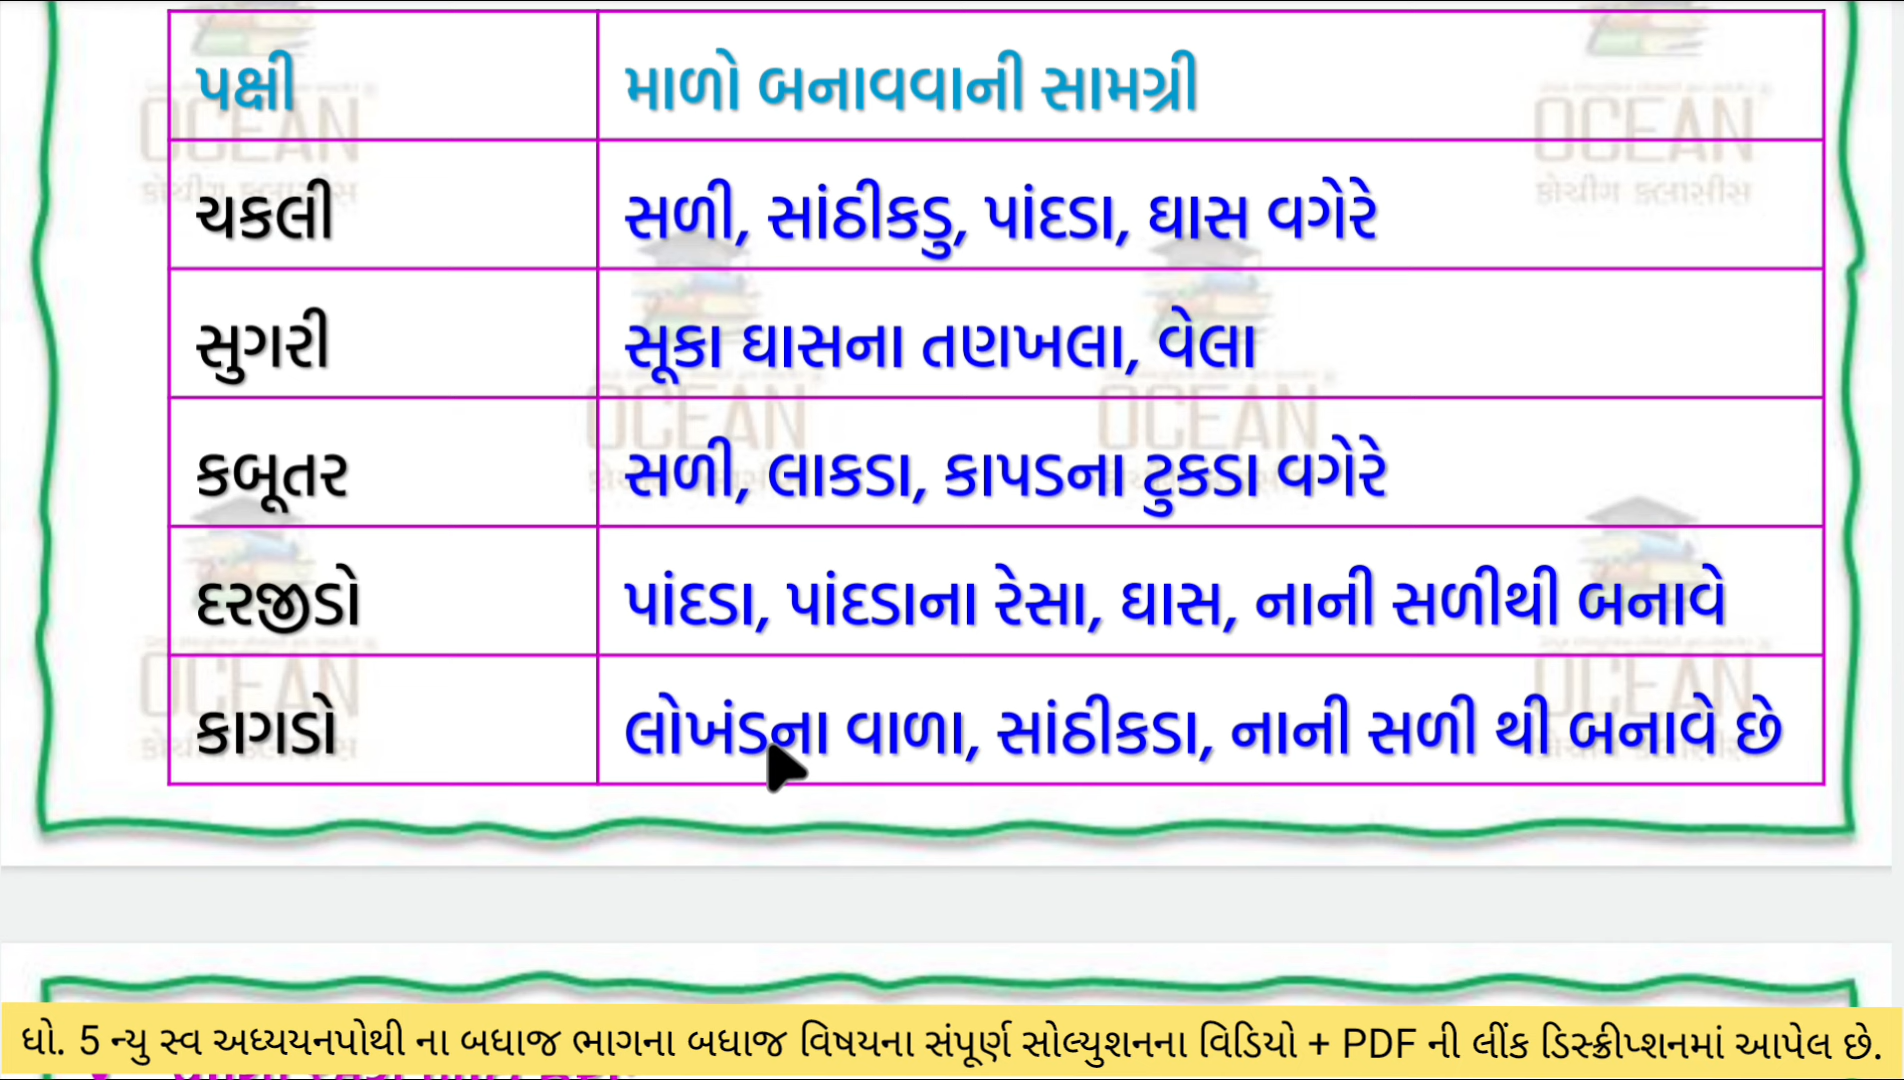 પક્ષી માળો બનાવવાની સામગ્રી
ચકલી સળી, સાંઠીકડુ, પાંદડા, ઘાસ વગેરે
સુગરી સૂકા ઘાસના તણખલા, વેલા
કબૂતર સળી, લાકડા, કાપડના ટુકડા વગેરે
દરજીડો પાંદડા, પાંદડાના રેસા, ઘાસ, નાની સળીથી બનાવે
કાગડો લોખંડના વાળા, સાંઠીકડા, નાની સળી થી બનાવે છે
OCEAN
કોચીગ કલાસીસ
ધો. 5 ન્યુ સ્વ અધ્યયનપોથી ના બધાજ ભાગના બધાજ વિષયના સંપૂર્ણ સોલ્યુશનના વિડિયો + PDF ની લીંક ડિસ્ક્રીપ્શનમાં આપેલ છે.